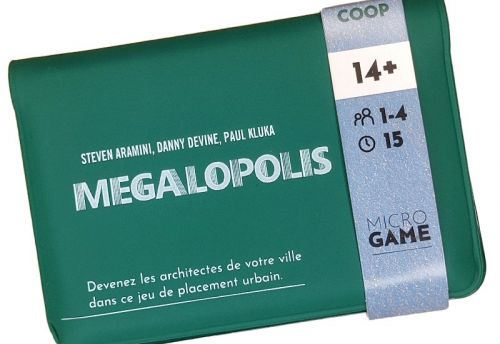 COOP
14+
1-4
15
MICRO
GAME
STEVEN ARAMINI, DANNY DEVINE, PAUL KLUKA
MEGALOPOLIS
Devenez les architectes de votre ville
dans ce jeu de placement urbain.